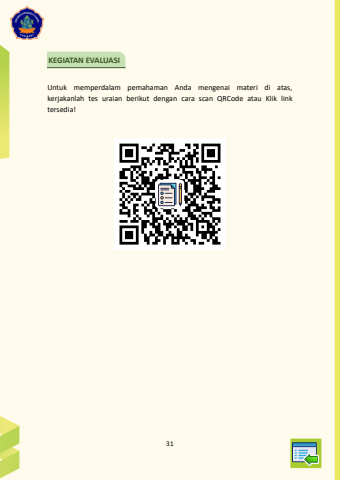 KEGIATAN EVALUASI
Untuk memperdalam pemahaman Anda mengenai materi di atas,
kerjakanlah tes uraian berikut dengan cara scan QRCode atau Klik link
tersedia!
31